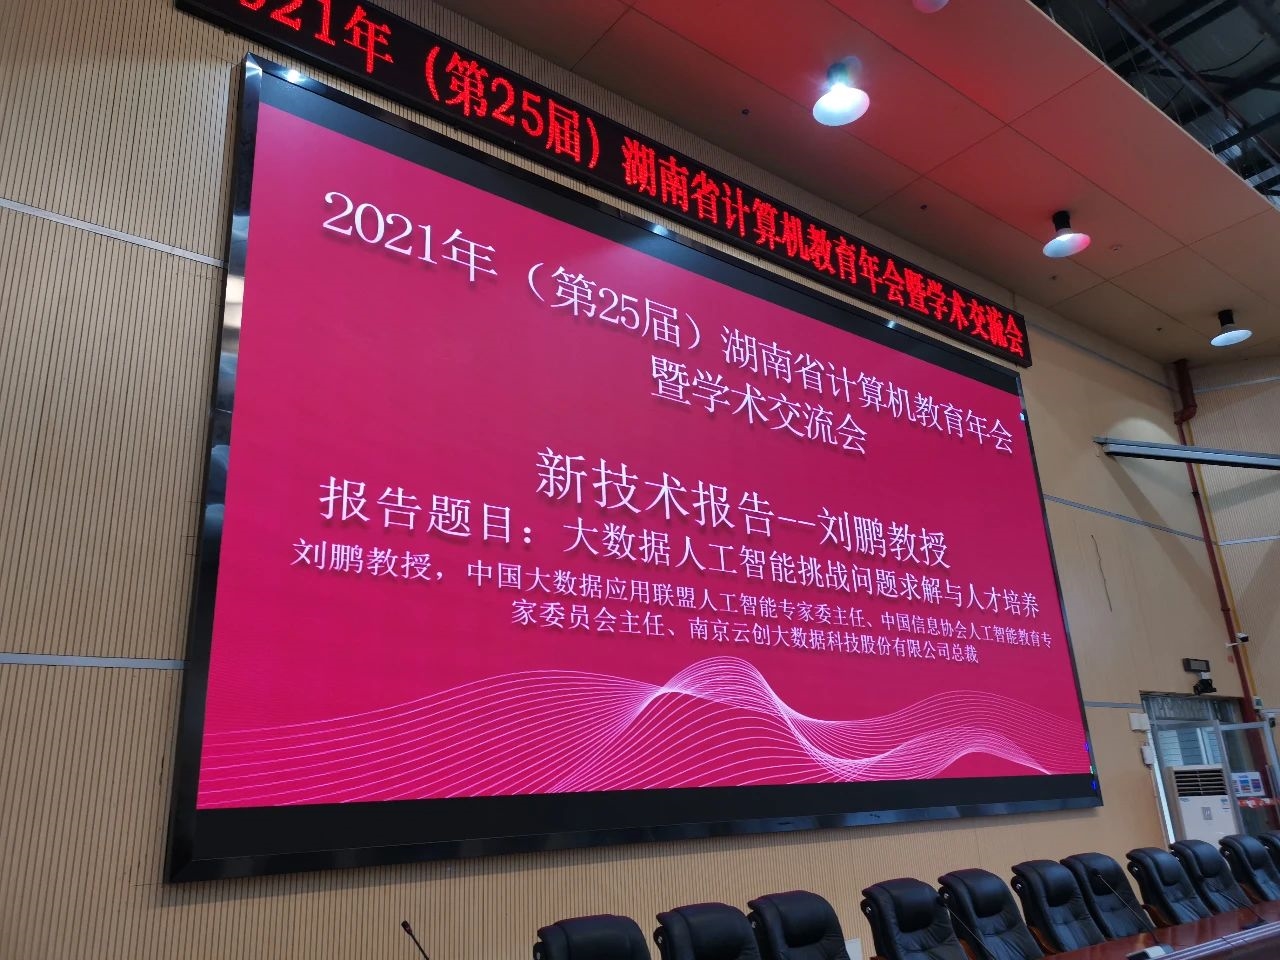 2021年（第25届）湖南省计算机教育年会暨学术交流会
2021年（第25届）湖南省计算机教育年会
暨学术交流会
新技术报告--刘鹏教授
报告题目：大数据人工智能挑战问题求解与人才培养
刘鹏教授，中国大数据应用联盟人工智能专家委主任、中国信息协会人工智能教育专
家委员会主任、南京云创大数据科技股份有限公司总裁